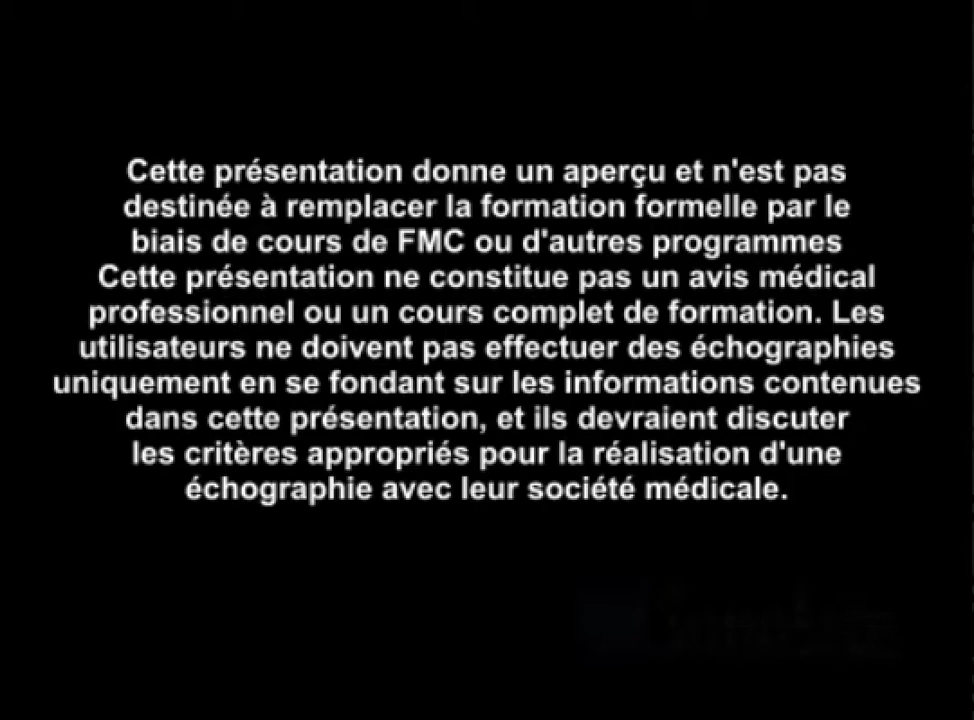 Cette présentation donne un aperçu et n'est pas
destinée à remplacer la formation formelle par le
biais de cours de FMC ou d'autres programmes
Cette présentation ne constitue pas un avis médical
professionnel ou un cours complet de formation. Les
utilisateurs ne doivent pas effectuer des échographies
uniquement en se fondant sur les informations contenues
dans cette présentation, et ils devraient discuter
les critères appropriés pour la réalisation d'une
échographie avec leur société médicale.